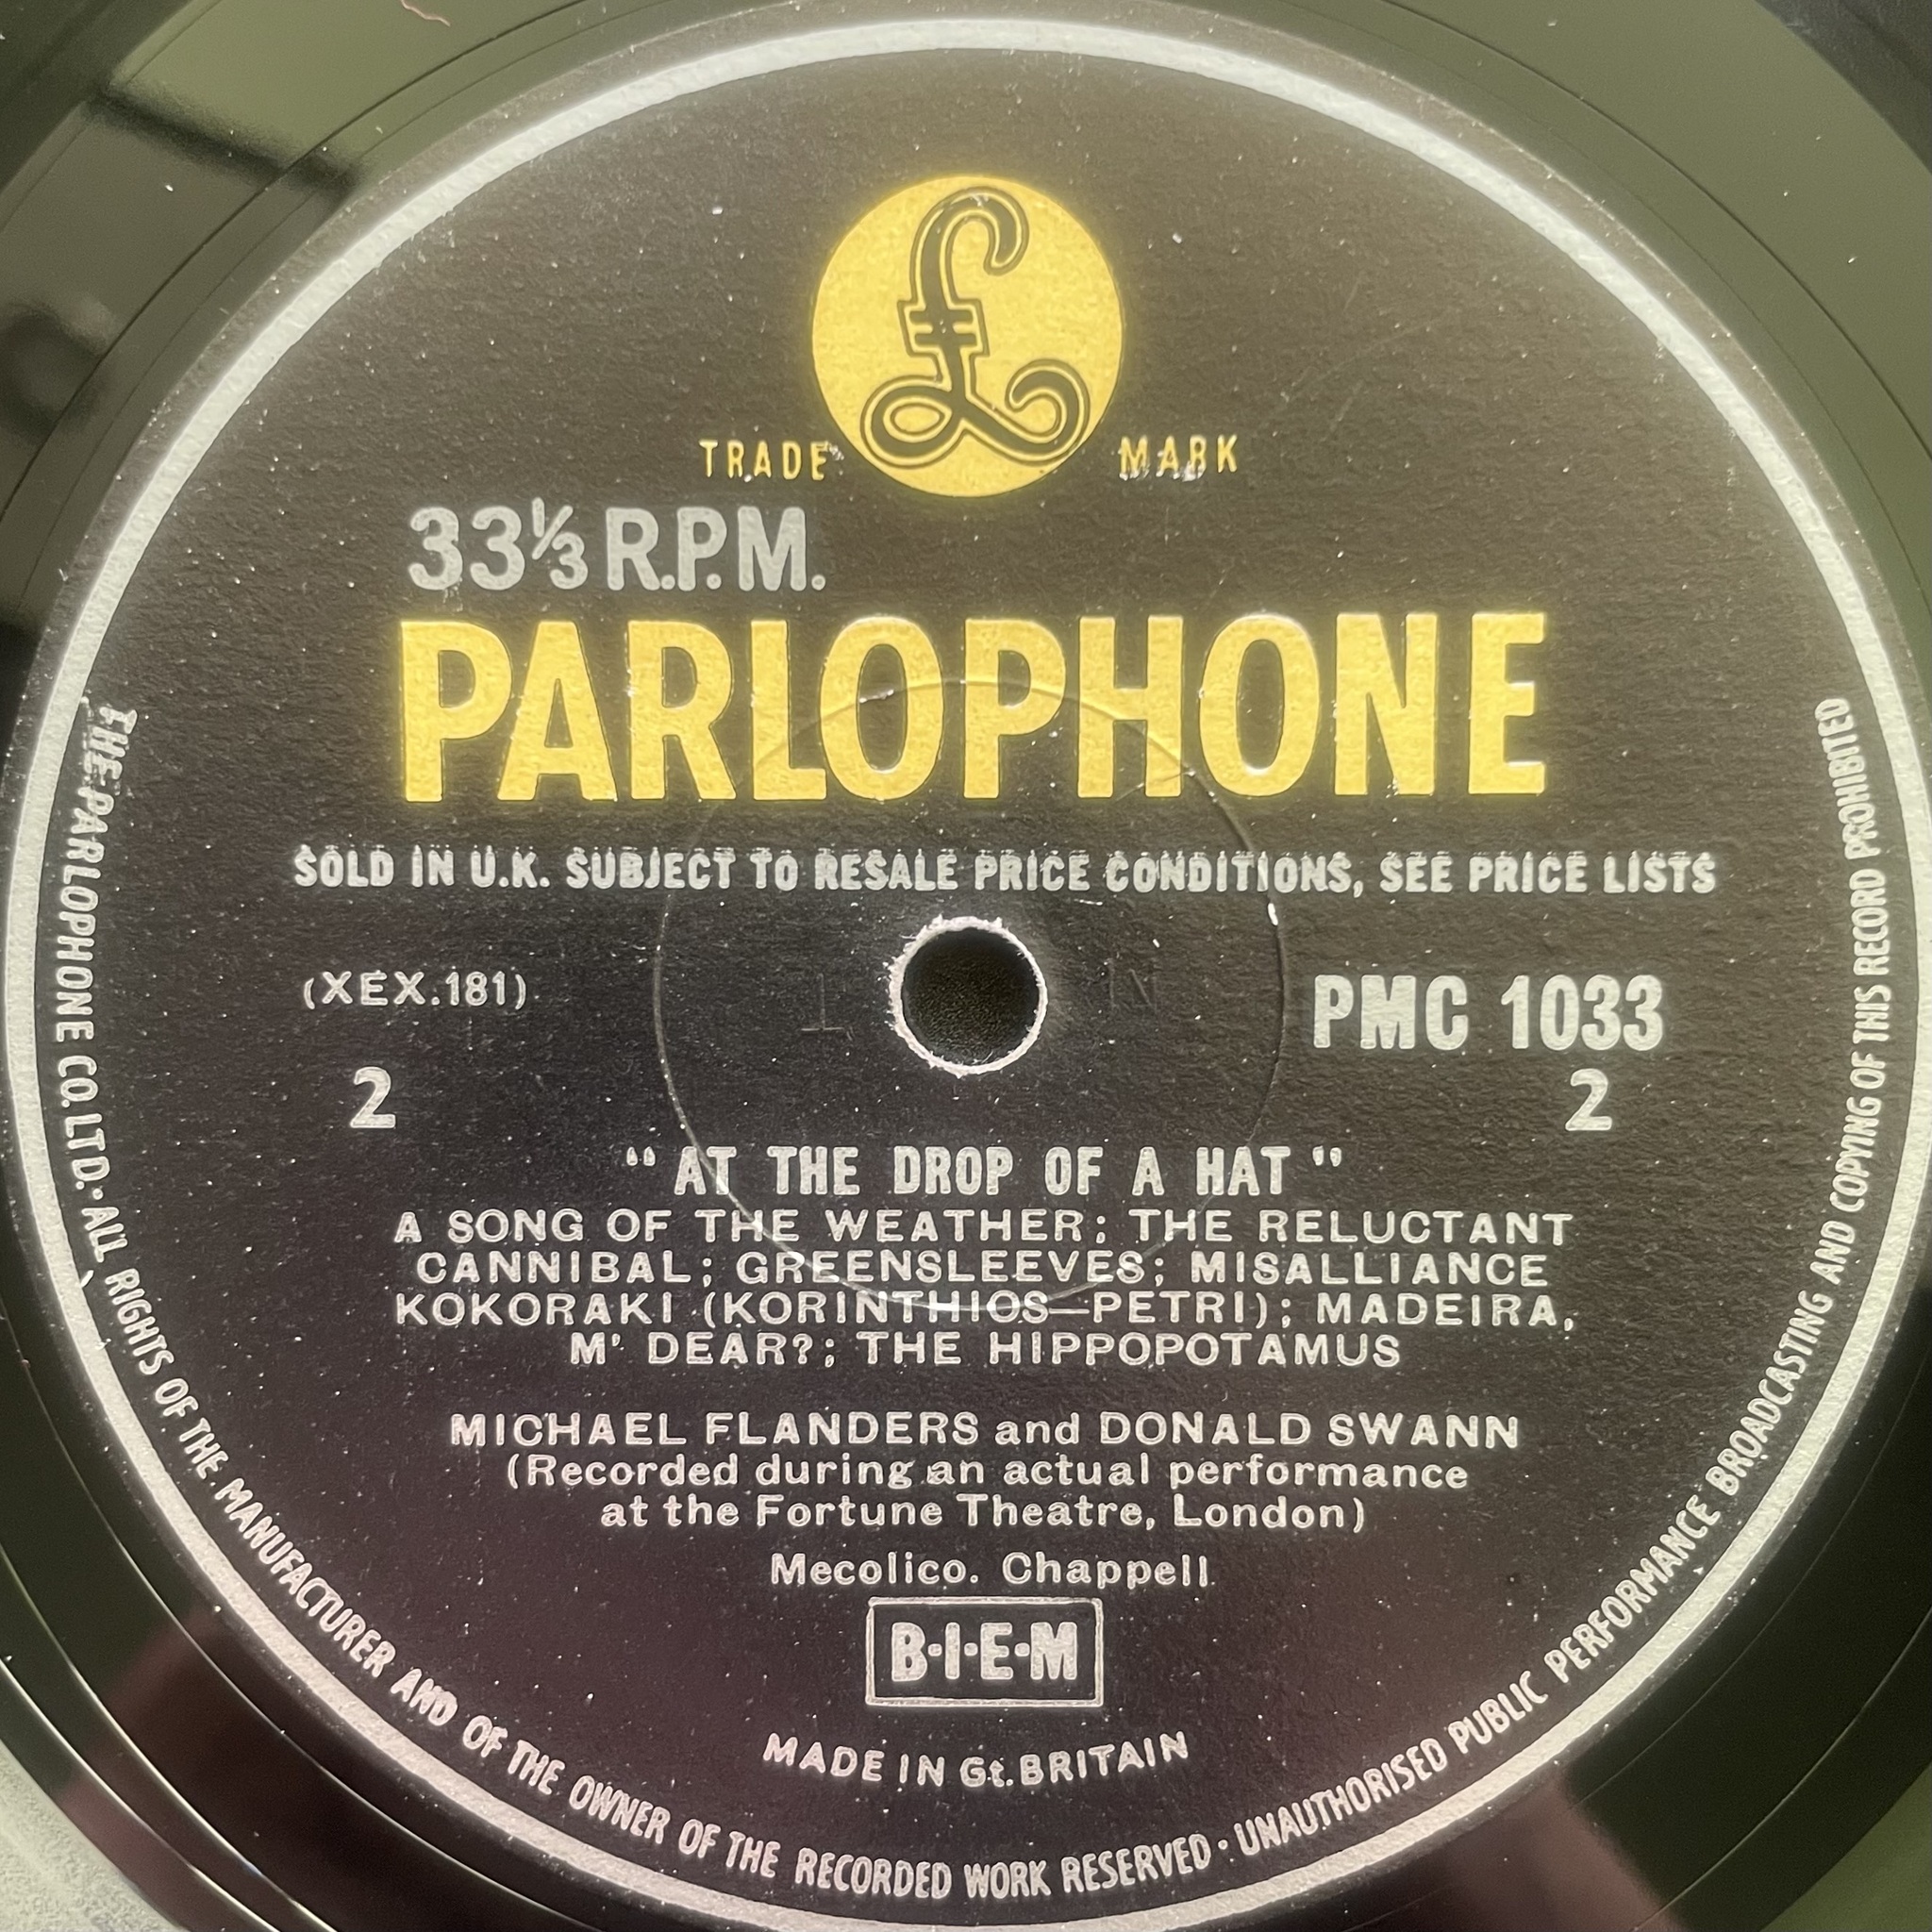 £
TRADE MARK
33⅓ R.P.M.
PARLOPHONE
SOLD IN U.K. SUBJECT TO RESALE PRICE CONDITIONS, SEE PRICE LISTS
(XEX.181) PMC 1033
2 2
"AT THE DROP OF A HAT"
A SONG OF THE WEATHER; THE RELUCTANT
CANNIBAL; GREENSLEEVES; MISALLIANCE
KOKORAKI (KORINTHIOS—PETRI); MADEIRA,
M' DEAR?; THE HIPPOPOTAMUS
MICHAEL FLANDERS and DONALD SWANN
(Recorded during an actual performance
at the Fortune Theatre, London)
Mecolico. Chappell
B·I·E·M
MADE IN Gt. BRITAIN
THE PARLOPHONE CO. LTD. · ALL RIGHTS OF THE MANUFACTURER AND OF THE OWNER OF THE RECORDED WORK RESERVED · UNAUTHORISED PUBLIC PERFORMANCE BROADCASTING AND COPYING OF THIS RECORD PROHIBITED